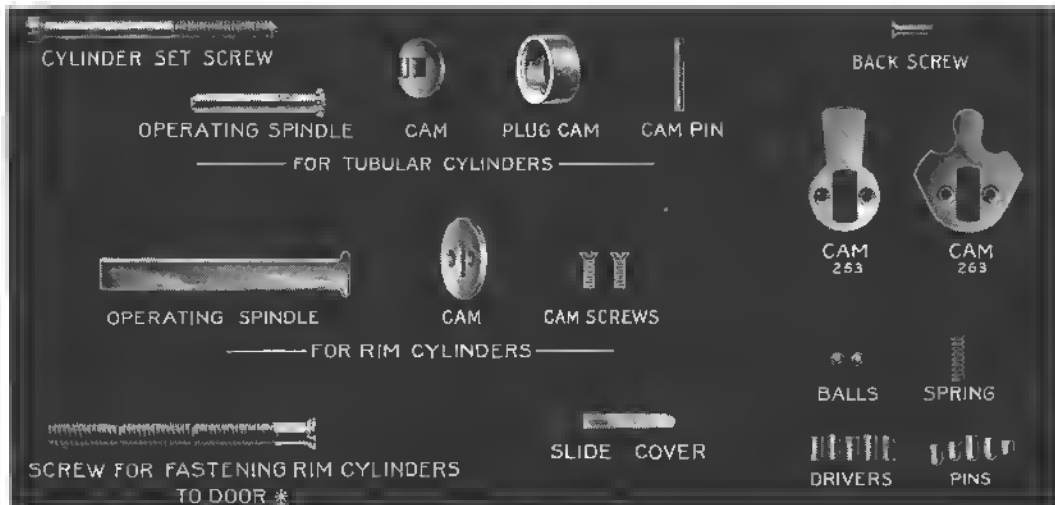 CYLINDER SET SCREW
BACK SCREW
OPERATING SPINDLE
CAM
PLUG CAM
CAM PIN
FOR TUBULAR CYLINDERS
CAM
253
CAM
263
OPERATING SPINDLE
CAM
CAM SCREWS
FOR RIM CYLINDERS
BALLS
SPRING
SLIDE COVER
SCREW FOR FASTENING RIM CYLINDERS
TO DOOR *
DRIVERS
PINS